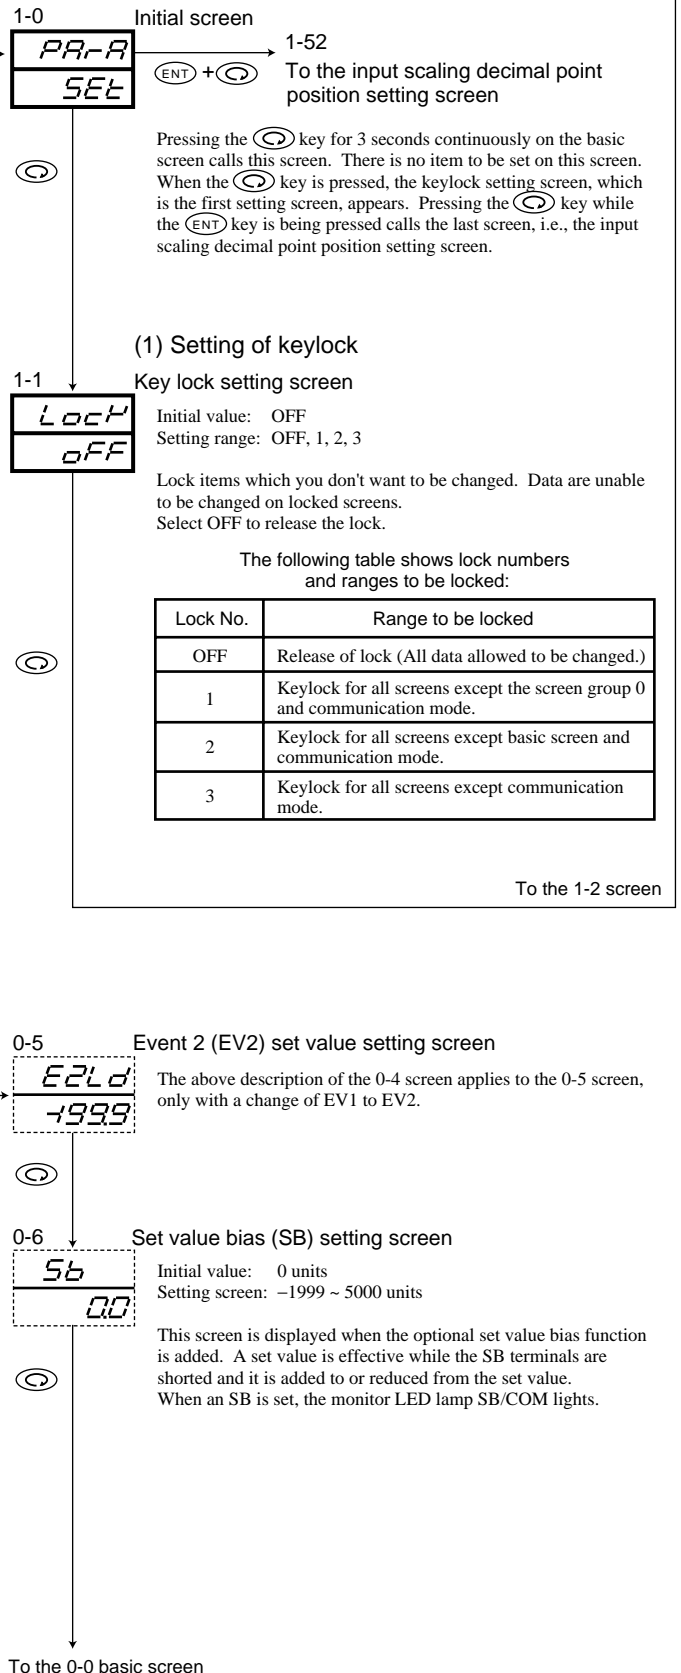 1-0 Initial screen
PArA
SEt
ENT + 1-52
To the input scaling decimal point
position setting screen
Pressing the key for 3 seconds continuously on the basic
screen calls this screen. There is no item to be set on this screen.
When the key is pressed, the keylock setting screen, which
is the first setting screen, appears. Pressing the key while
the ENT key is being pressed calls the last screen, i.e., the input
scaling decimal point position setting screen.
(1) Setting of keylock
1-1 Key lock setting screen
Lock
oFF
Initial value: OFF
Setting range: OFF, 1, 2, 3
Lock items which you don't want to be changed. Data are unable
to be changed on locked screens.
Select OFF to release the lock.
The following table shows lock numbers
and ranges to be locked:
Lock No. Range to be locked
OFF Release of lock (All data allowed to be changed.)
1 Keylock for all screens except the screen group 0
and communication mode.
2 Keylock for all screens except basic screen and
communication mode.
3 Keylock for all screens except communication
mode.
To the 1-2 screen
0-5 Event 2 (EV2) set value setting screen
E2Ld
-199.9
The above description of the 0-4 screen applies to the 0-5 screen,
only with a change of EV1 to EV2.
0-6 Set value bias (SB) setting screen
Sb
0.0
Initial value: 0 units
Setting screen: −1999 ~ 5000 units
This screen is displayed when the optional set value bias function
is added. A set value is effective while the SB terminals are
shorted and it is added to or reduced from the set value.
When an SB is set, the monitor LED lamp SB/COM lights.
To the 0-0 basic screen